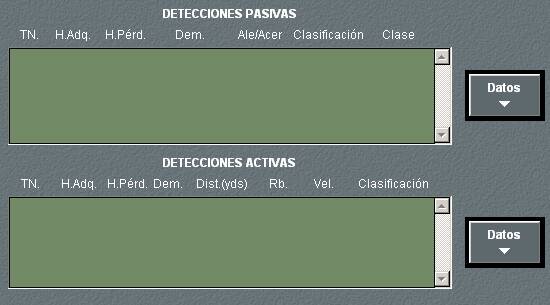 DETECCIONES PASIVAS
TN. H.Adq. H.Pérd. Dem. Ale/Acer Clasificación Clase
Datos
DETECCIONES ACTIVAS
TN. H.Adq. H.Pérd. Dem. Dist.(yds) Rb. Vel. Clasificación
Datos